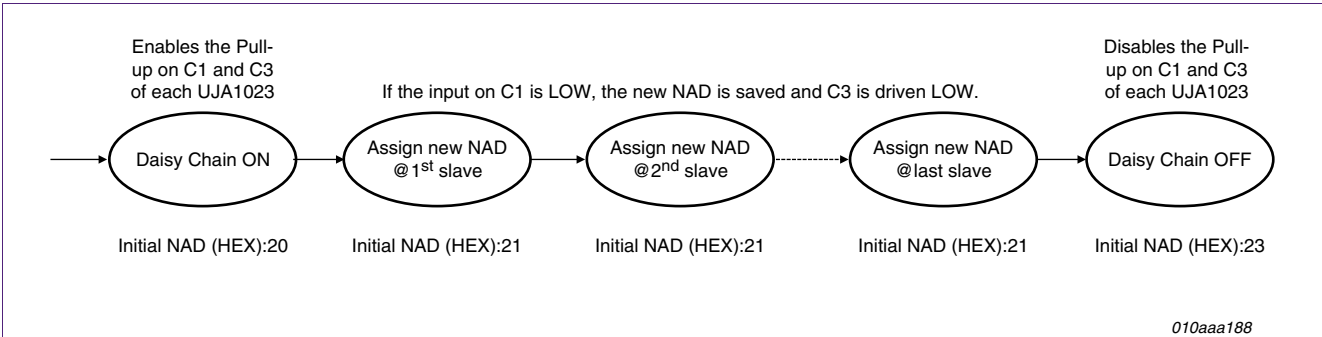 Enables the Pull-
up on C1 and C3
of each UJA1023
If the input on C1 is LOW, the new NAD is saved and C3 is driven LOW.
Disables the Pull-
up on C1 and C3
of each UJA1023
Daisy Chain ON
Assign new NAD
@1st slave
Assign new NAD
@2nd slave
Assign new NAD
@last slave
Daisy Chain OFF
Initial NAD (HEX):20
Initial NAD (HEX):21
Initial NAD (HEX):21
Initial NAD (HEX):21
Initial NAD (HEX):23
010aaa188